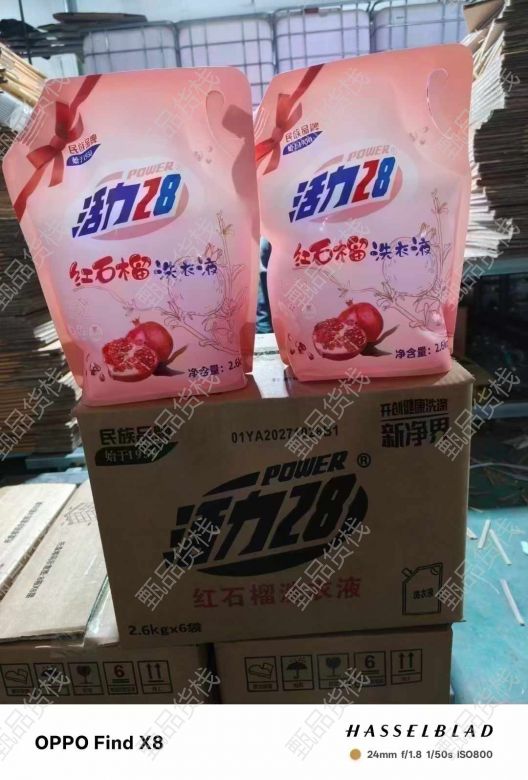 民族品牌
始于1950
POWER
活力28
红石榴 洗衣液
净含量：2.6k
民族品牌
始于1950
POWER
活力28
红石榴 洗衣液
净含量：2.6
民族品牌
始于19
开创健康洗涤
新净界
POWER
活力28®
红石榴洗衣液
洗衣液
2.6kg×6袋
6
6
甄品货栈
OPPO Find X8
HASSELBLAD
24mm f/1.8 1/50s ISO800